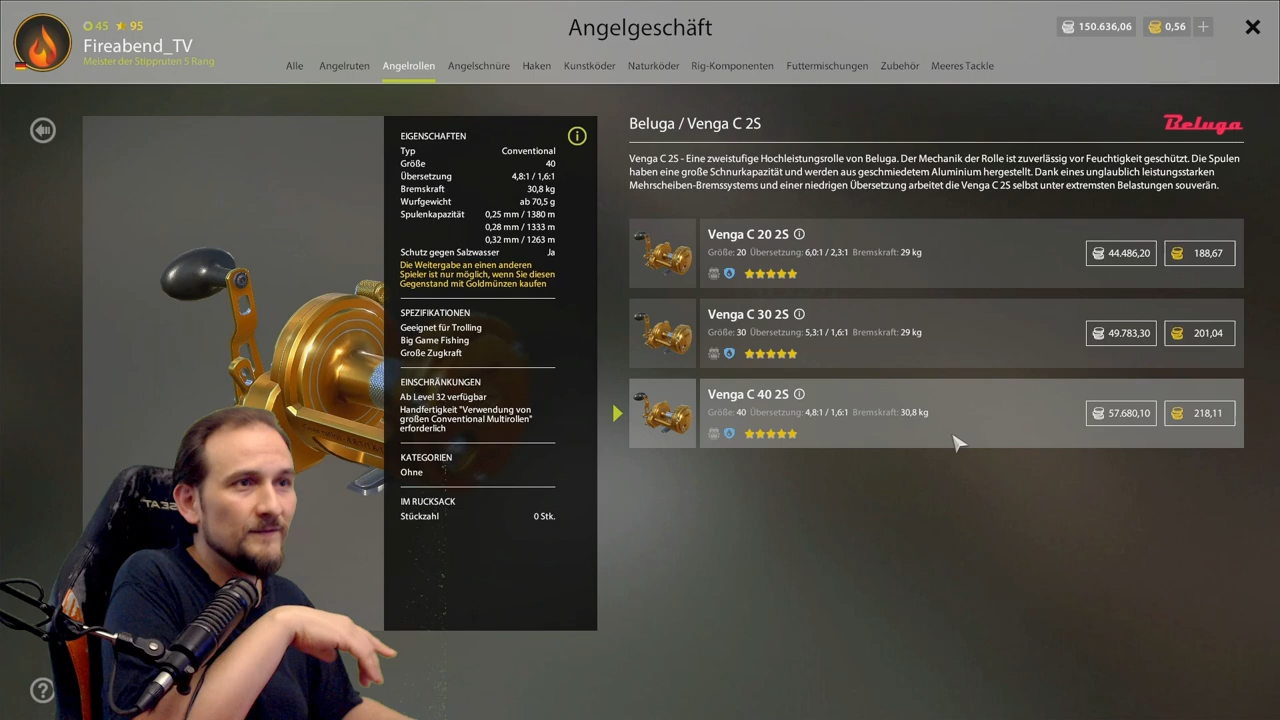 45 95
Fireabend_TV
Meister der Stippruten 5 Rang
Angelgeschäft
150.636,06
0,56 +
Alle Angelruten Angelrollen Angelschnüre Haken Kunstköder Naturköder Rig-Komponenten Futtermischungen Zubehör Meeres Tackle
EIGENSCHAFTEN
Typ Conventional
Größe 40
Übersetzung 4,8:1 / 1,6:1
Bremskraft 30,8 kg
Wurfgewicht ab 70,5 g
Spulenkapazität 0,25 mm / 1380 m
0,28 mm / 1333 m
0,32 mm / 1263 m
Schutz gegen Salzwasser Ja
Die Weitergabe an einen anderen
Spieler ist nur möglich, wenn Sie diesen
Gegenstand mit Goldmünzen kaufen
SPEZIFIKATIONEN
Geeignet für Trolling
Big Game Fishing
Große Zugkraft
EINSCHRÄNKUNGEN
Ab Level 32 verfügbar
Handfertigkeit "Verwendung von
großen Conventional Multirollen"
erforderlich
KATEGORIEN
Ohne
IM RUCKSACK
Stückzahl 0 Stk.
Beluga / Venga C 2S
Beluga
Venga C 2S - Eine zweistufige Hochleistungsrolle von Beluga. Der Mechanik der Rolle ist zuverlässig vor Feuchtigkeit geschützt. Die Spulen
haben eine große Schnurkapazität und werden aus geschmiedetem Aluminium hergestellt. Dank eines unglaublich leistungsstarken
Mehrscheiben-Bremssystems und einer niedrigen Übersetzung arbeitet die Venga C 2S selbst unter extremsten Belastungen souverän.
Venga C 20 2S
Größe: 20 Übersetzung: 6,0:1 / 2,3:1 Bremskraft: 29 kg
44.486,20 188,67
Venga C 30 2S
Größe: 30 Übersetzung: 5,3:1 / 1,6:1 Bremskraft: 29 kg
49.783,30 201,04
Venga C 40 2S
Größe: 40 Übersetzung: 4,8:1 / 1,6:1 Bremskraft: 30,8 kg
57.680,10 218,11
SEAT
?